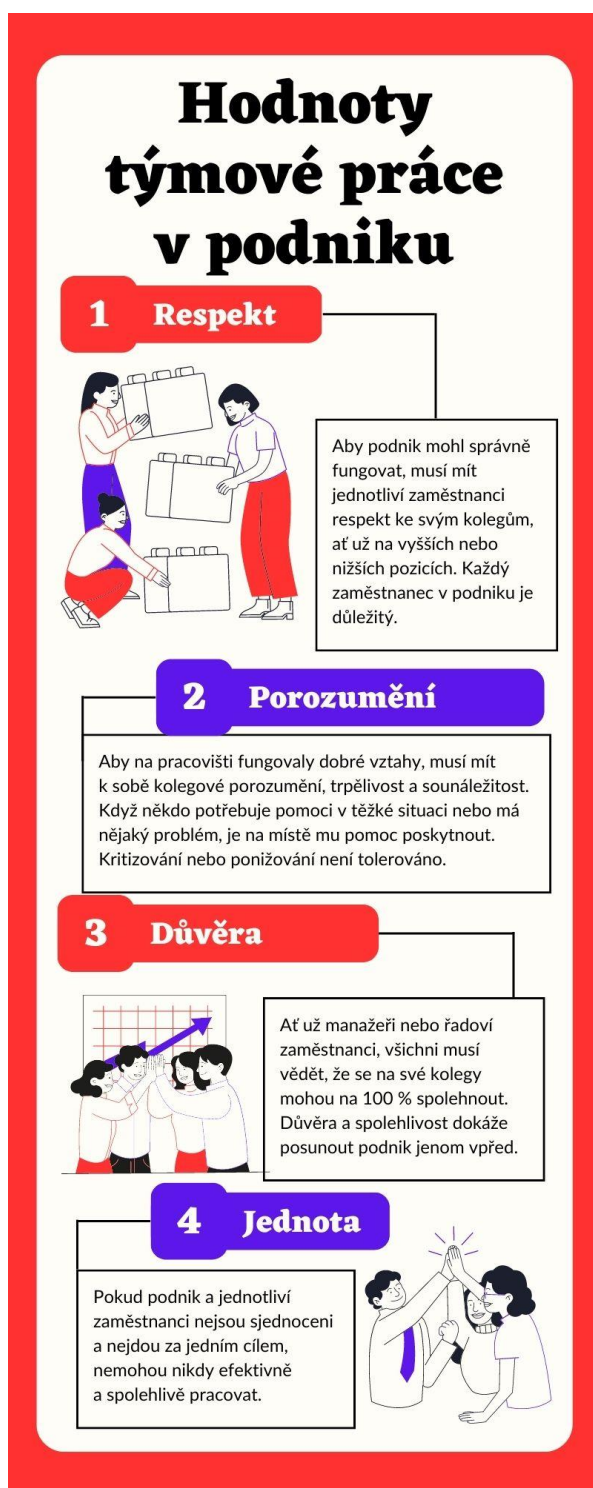 Hodnoty
týmové práce
v podniku
1 Respekt
Aby podnik mohl správně
fungovat, musí mít
jednotliví zaměstnanci
respekt ke svým kolegům,
ať už na vyšších nebo
nižších pozicích. Každý
zaměstnanec v podniku je
důležitý.
2 Porozumění
Aby na pracovišti fungovaly dobré vztahy, musí mít
k sobě kolegové porozumění, trpělivost a sounáležitost.
Když někdo potřebuje pomoci v těžké situaci nebo má
nějaký problém, je na místě mu pomoc poskytnout.
Kritizování nebo ponižování není tolerováno.
3 Důvěra
Ať už manažeři nebo řadoví
zaměstnanci, všichni musí
vědět, že se na své kolegy
mohou na 100 % spolehnout.
Důvěra a spolehlivost dokáže
posunout podnik jenom vpřed.
4 Jednota
Pokud podnik a jednotliví
zaměstnanci nejsou sjednoceni
a nejdou za jedním cílem,
nemohou nikdy efektivně
a spolehlivě pracovat.